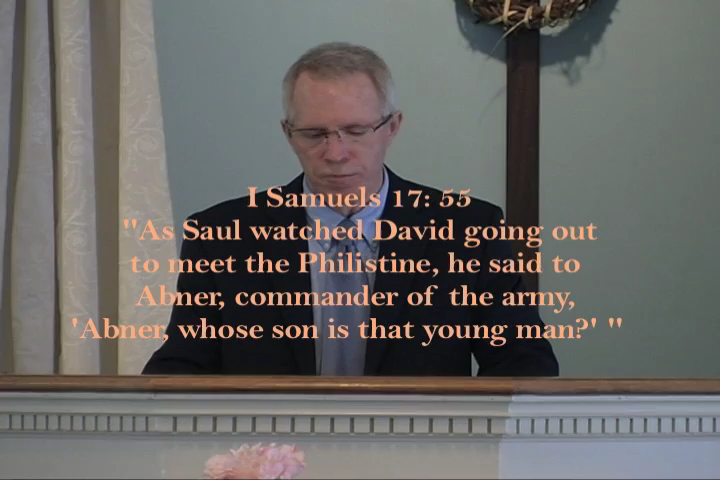 I Samuels 17: 55
"As Saul watched David going out
to meet the Philistine, he said to
Abner, commander of the army,
'Abner, whose son is that young man?' "